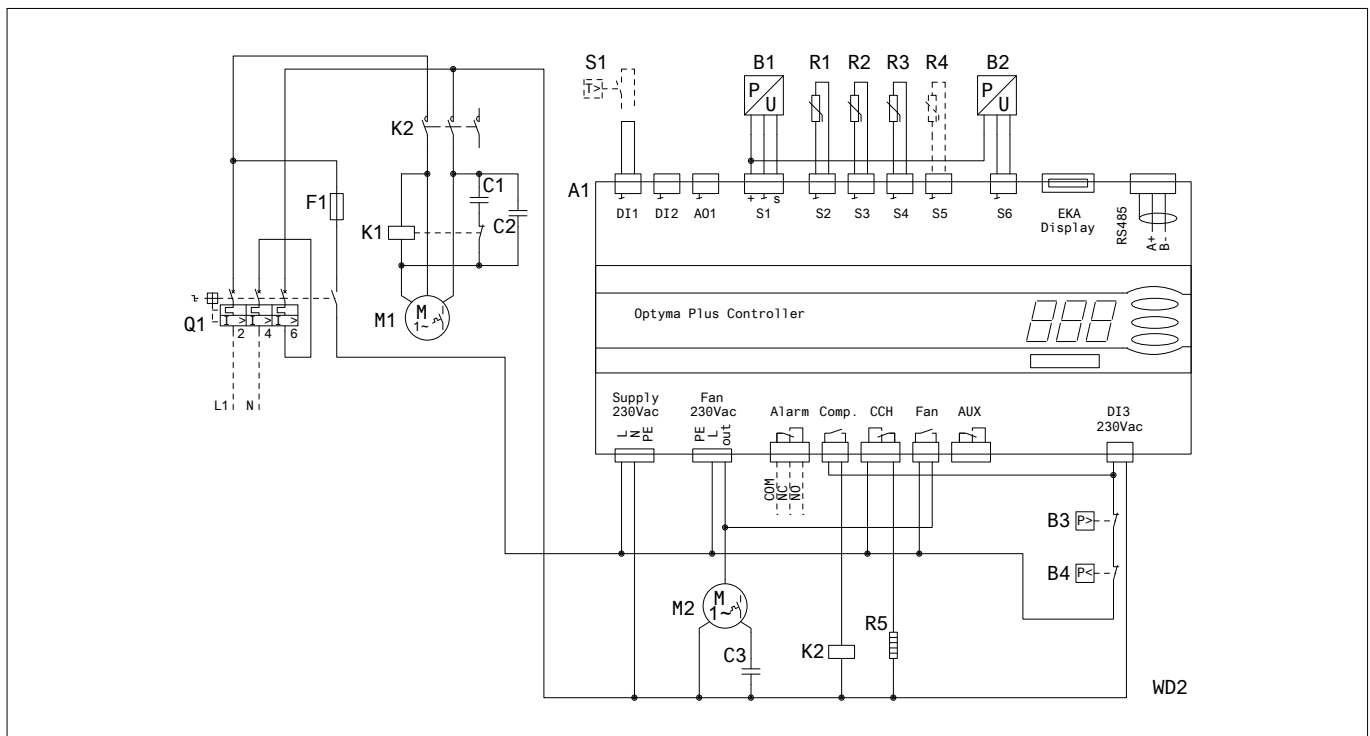 S1 B1 R1 R2 R3 R4 B2
T> P U P U
K2
A1
C1
F1
C2
K1
DI1 DI2 AO1 + - s S1 S2 S3 S4 S5 S6 EKA Display RS485 A+ B-
M1 M 1~
Q1 > > >
2 4 6
Optyma Plus Controller
L1 N
Supply 230Vac
Fan 230Vac
Alarm Comp. CCH Fan AUX
DI3 230Vac
L N PE
PE L out
COM NC NO
B3 P>
B4 P<
M2 M 1~
R5
C3
K2
WD2